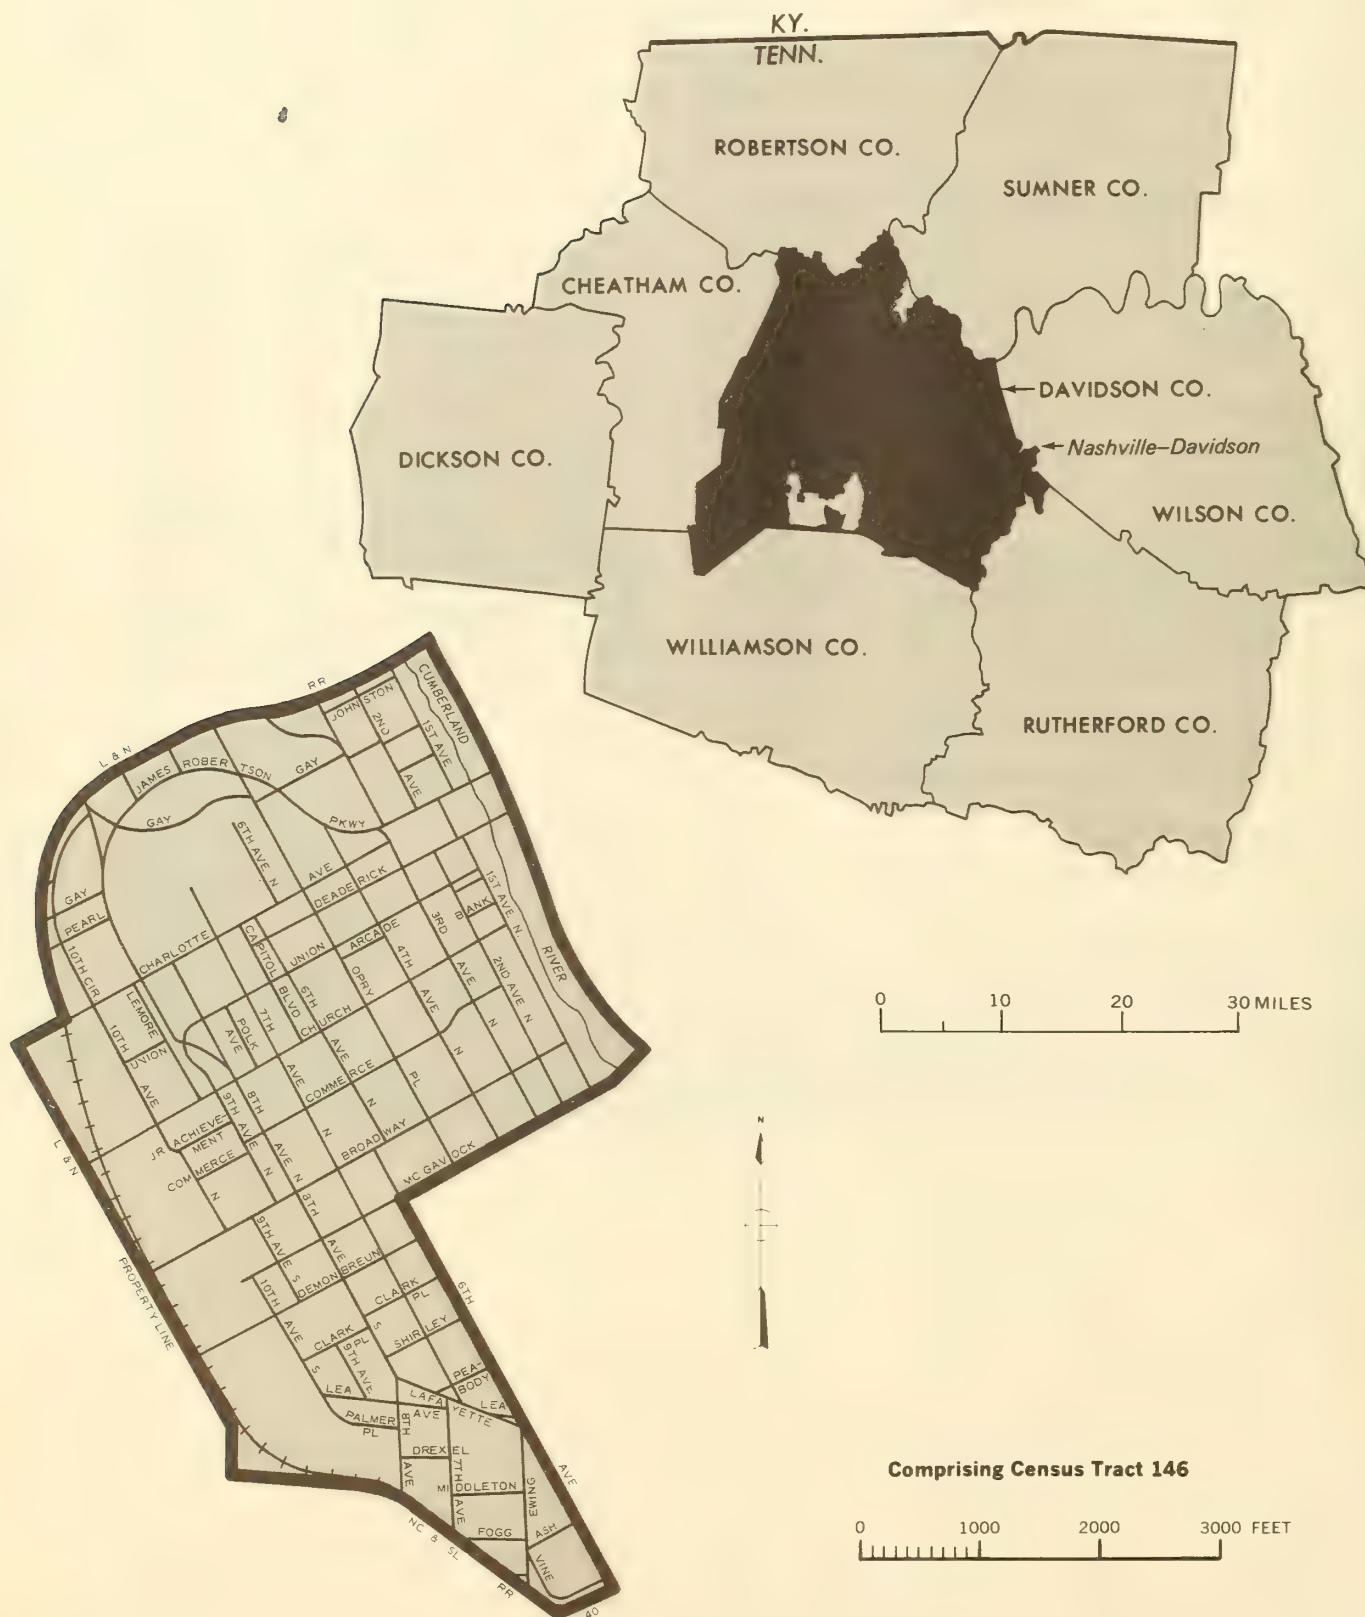 KY.
TENN.
ROBERTSON CO.
SUMNER CO.
CHEATHAM CO.
DAVIDSON CO.
Nashville–Davidson
DICKSON CO.
WILSON CO.
WILLIAMSON CO.
RUTHERFORD CO.
0 10 20 30 MILES
N
Comprising Census Tract 146
0 1000 2000 3000 FEET
RR
L & N
CUMBERLAND
RIVER
JOHNSTON
2ND AVE
1ST AVE
JAMES ROBERTSON PKWY
GAY
GAY
GAY
PEARL
6TH AVE N
CHARLOTTE AVE
DEADERICK
CAPITOL BLVD
UNION
ARCADE
BANK
1ST AVE. N.
3RD AVE N
2ND AVE N
4TH AVE N
OPRY PL
6TH AVE N
CHURCH
10TH CIR
LEMORE
10TH AVE N
UNION
POLK AVE
7TH AVE N
COMMERCE
JR ACHIEVEMENT
COMMERCE
9TH AVE N
8TH AVE N
BROADWAY
MC GAVOCK
L & N
PROPERTY LINE
9TH AVE S
8TH AVE S
DEMONBREUN
10TH AVE S
CLARK PL
CLARK PL
SHIRLEY
6TH AVE
9TH AVE.
LEA
PEABODY
LAFAYETTE
LEA AVE
PALMER PL
8TH AVE
DREXEL
7TH AVE
MIDDLETON
EWING
FOGG
ASH
VINE
NC & SL RR
40